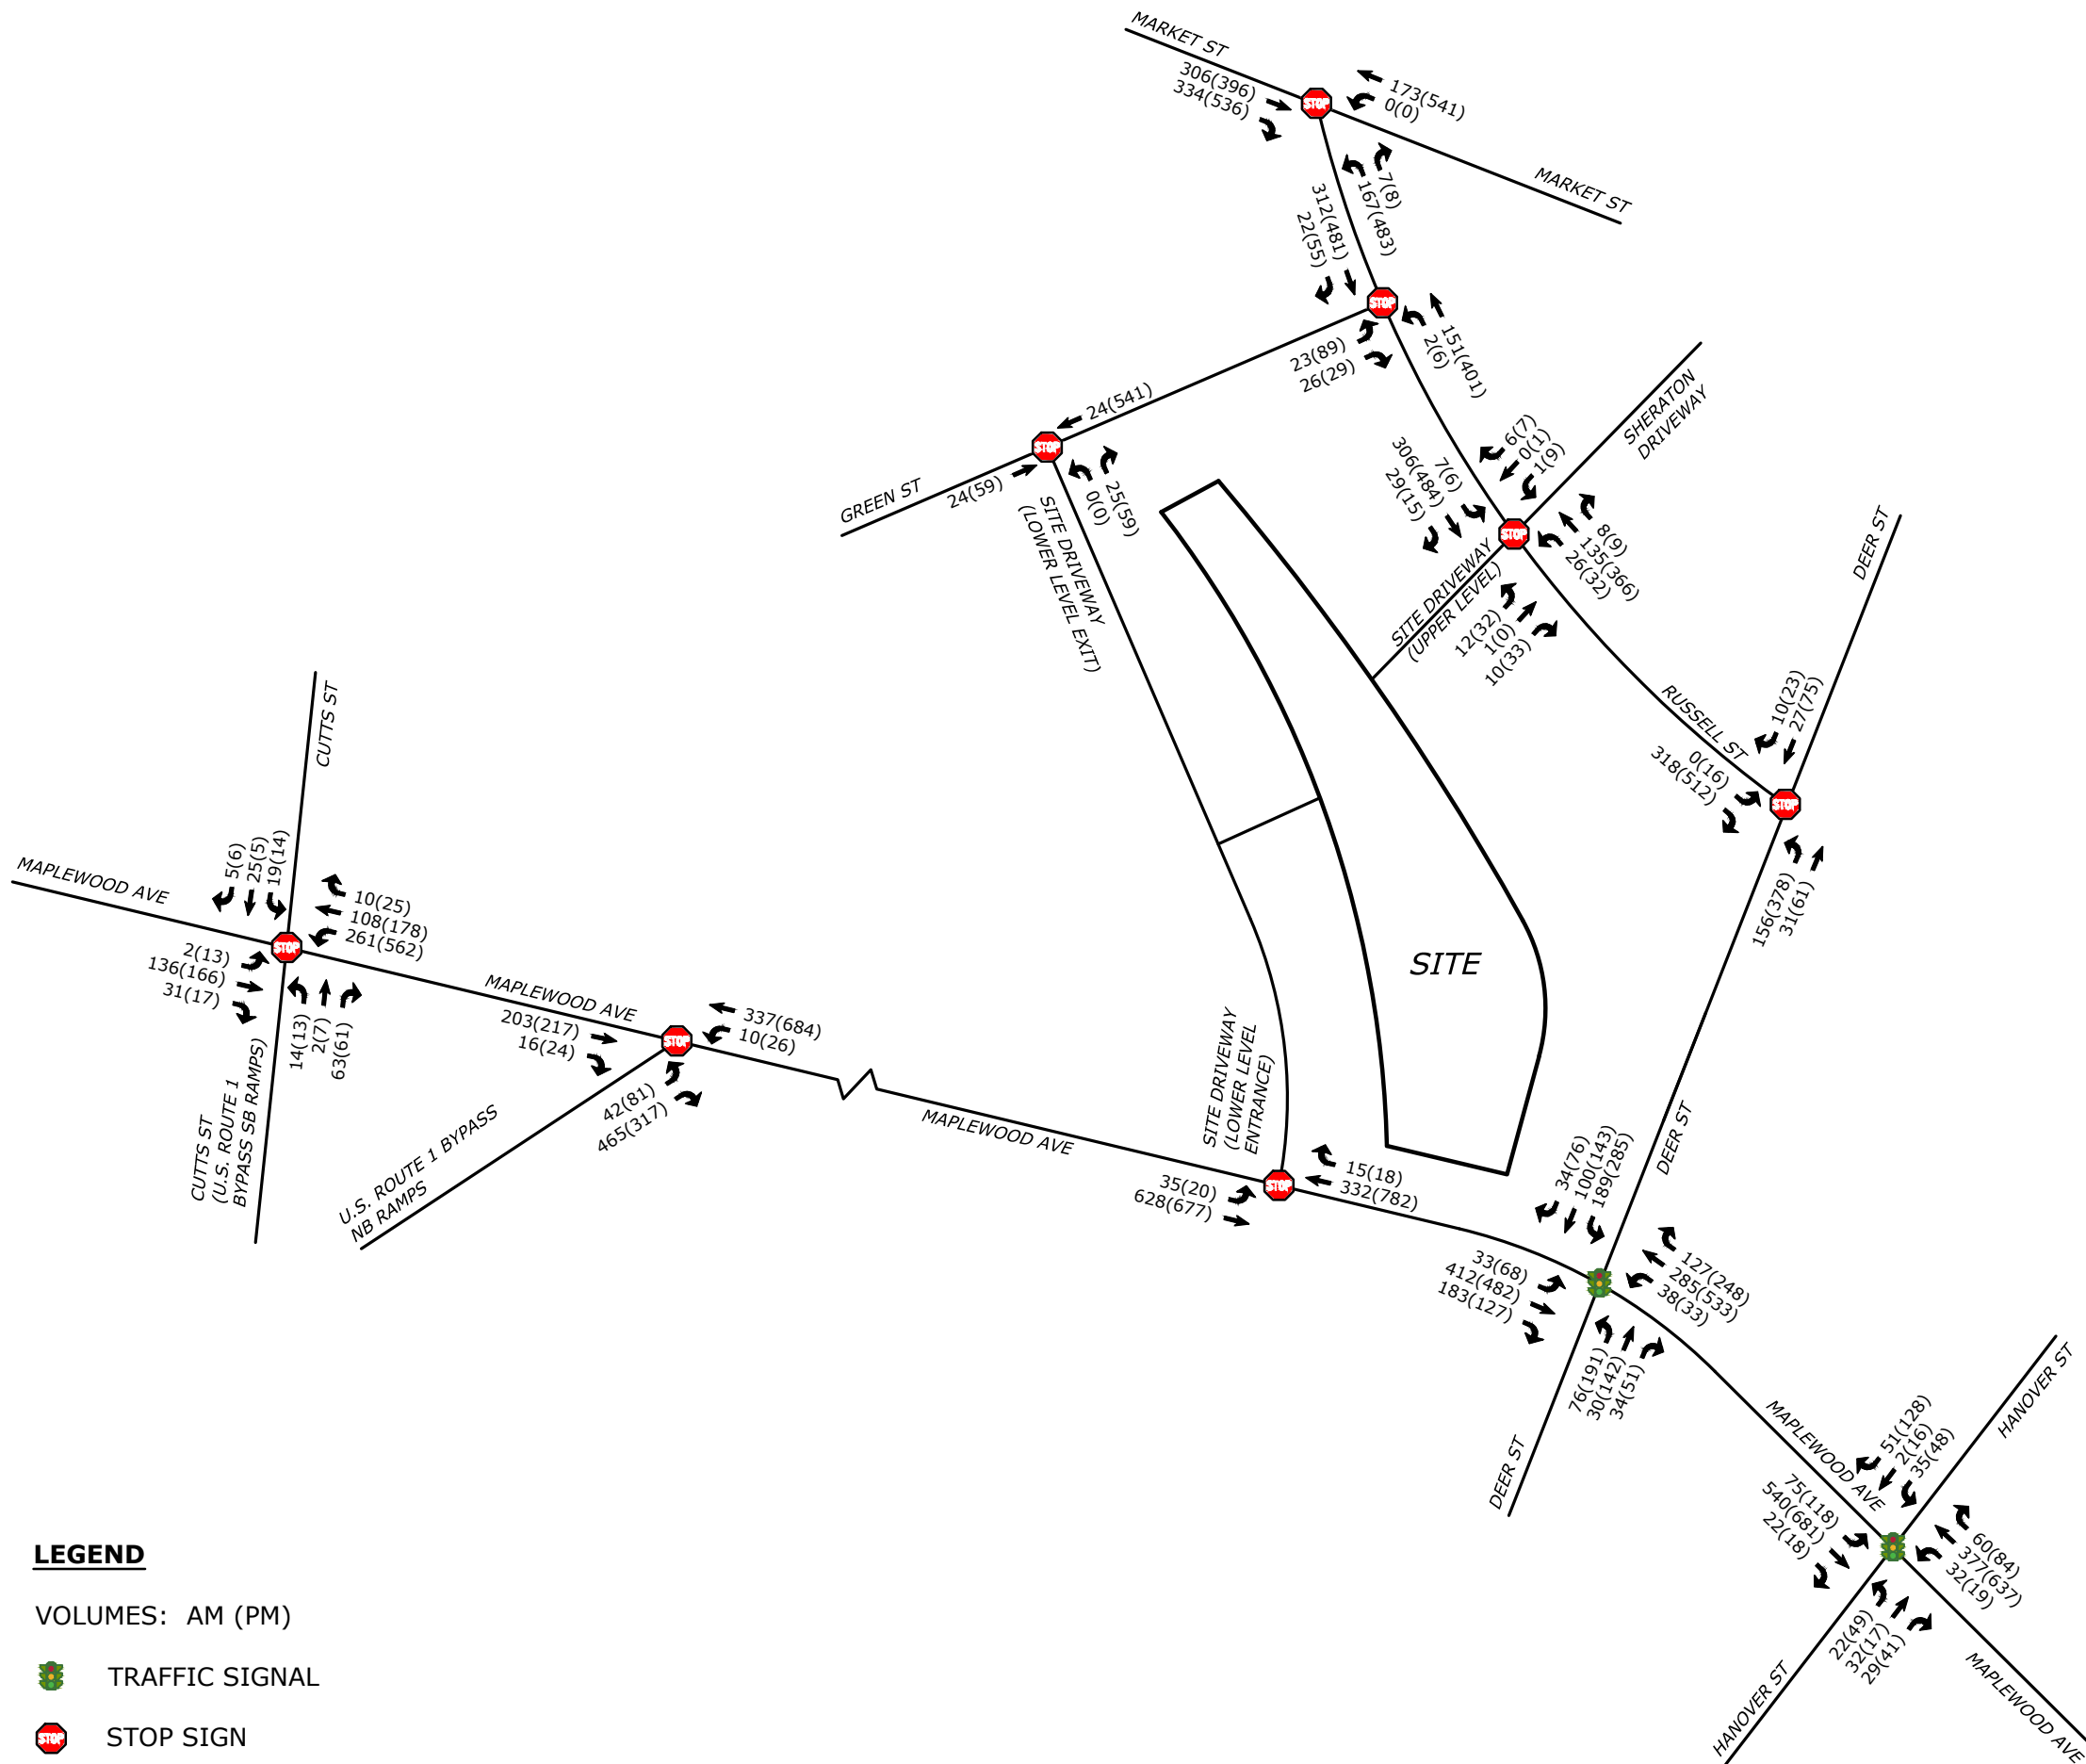 MARKET ST
306(396)
334(536)
173(541)
0(0)
MARKET ST
7(8)
167(483)
312(481)
22(55)
STOP
STOP
151(401)
2(6)
23(89)
26(29)
24(541)
STOP
GREEN ST
24(59)
25(59)
0(0)
SITE DRIVEWAY
(LOWER LEVEL EXIT)
SHERATON
DRIVEWAY
6(7)
0(1)
1(9)
7(6)
306(484)
29(15)
STOP
8(9)
135(366)
26(32)
SITE DRIVEWAY
(UPPER LEVEL)
12(32)
1(0)
10(33)
DEER ST
RUSSELL ST
10(23)
27(75)
0(16)
318(512)
STOP
156(378)
31(61)
CUTTS ST
MAPLEWOOD AVE
5(6)
25(5)
19(14)
10(25)
108(178)
261(562)
STOP
2(13)
136(166)
31(17)
14(13)
2(7)
63(61)
CUTTS ST
(U.S. ROUTE 1
BYPASS SB RAMPS)
MAPLEWOOD AVE
203(217)
16(24)
337(684)
10(26)
STOP
42(81)
465(317)
U.S. ROUTE 1 BYPASS
NB RAMPS
SITE
MAPLEWOOD AVE
SITE DRIVEWAY
(LOWER LEVEL
ENTRANCE)
35(20)
628(677)
STOP
15(18)
332(782)
DEER ST
34(76)
100(143)
189(285)
33(68)
412(482)
183(127)
127(248)
285(533)
38(33)
76(191)
30(142)
34(51)
DEER ST
MAPLEWOOD AVE
HANOVER ST
51(128)
2(16)
35(48)
75(118)
540(681)
22(18)
60(84)
377(637)
32(19)
22(49)
32(17)
29(41)
HANOVER ST
MAPLEWOOD AVE
LEGEND
VOLUMES: AM (PM)
TRAFFIC SIGNAL
STOP
STOP SIGN